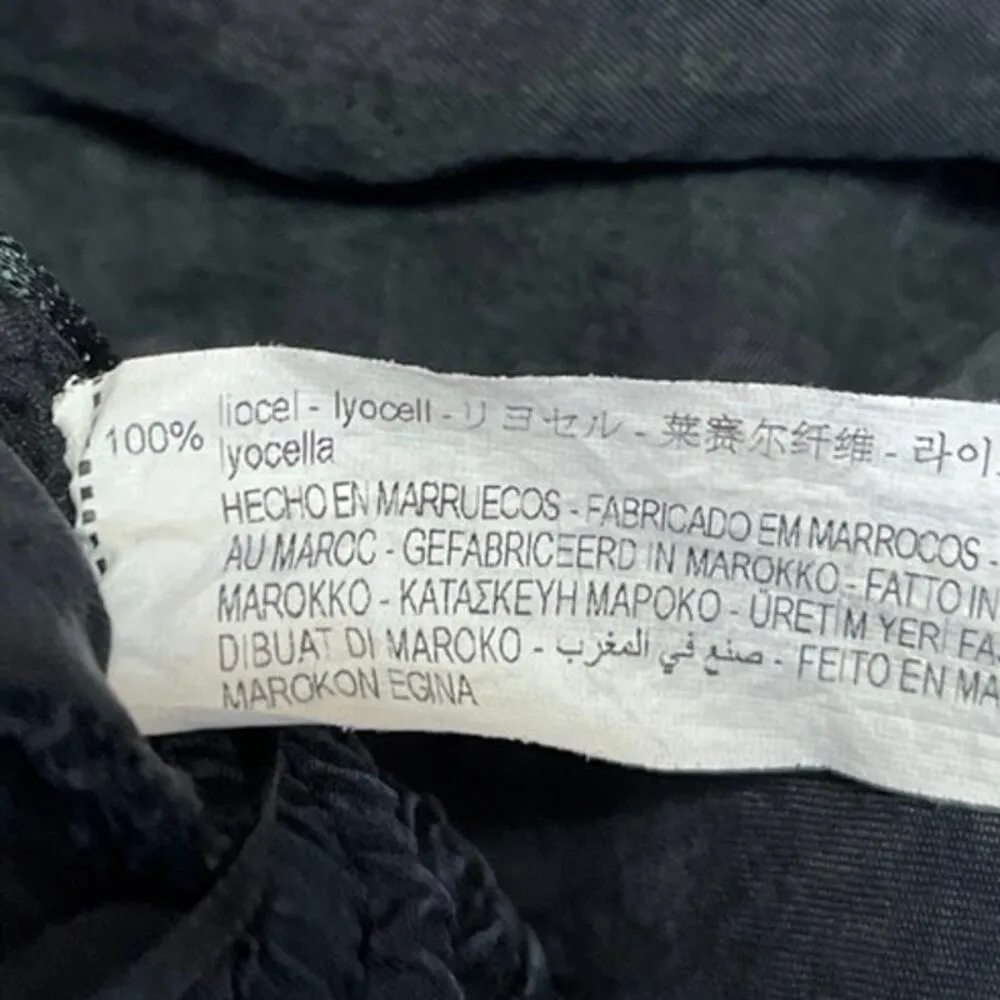 100% liocel - lyocell - リヨセル - 莱赛尔纤维 - 라이
lyocella
HECHO EN MARRUECOS - FABRICADO EM MARROCOS -
AU MAROC - GEFABRICEERD IN MAROKKO - FATTO IN
MAROKKO - ΚΑΤΑΣΚΕΥΗ ΜΑΡΟΚΟ - ÜRETİM YERİ FA
DIBUAT DI MAROKO - صنع في المغرب - FEITO EN MA
MAROKON EGINA